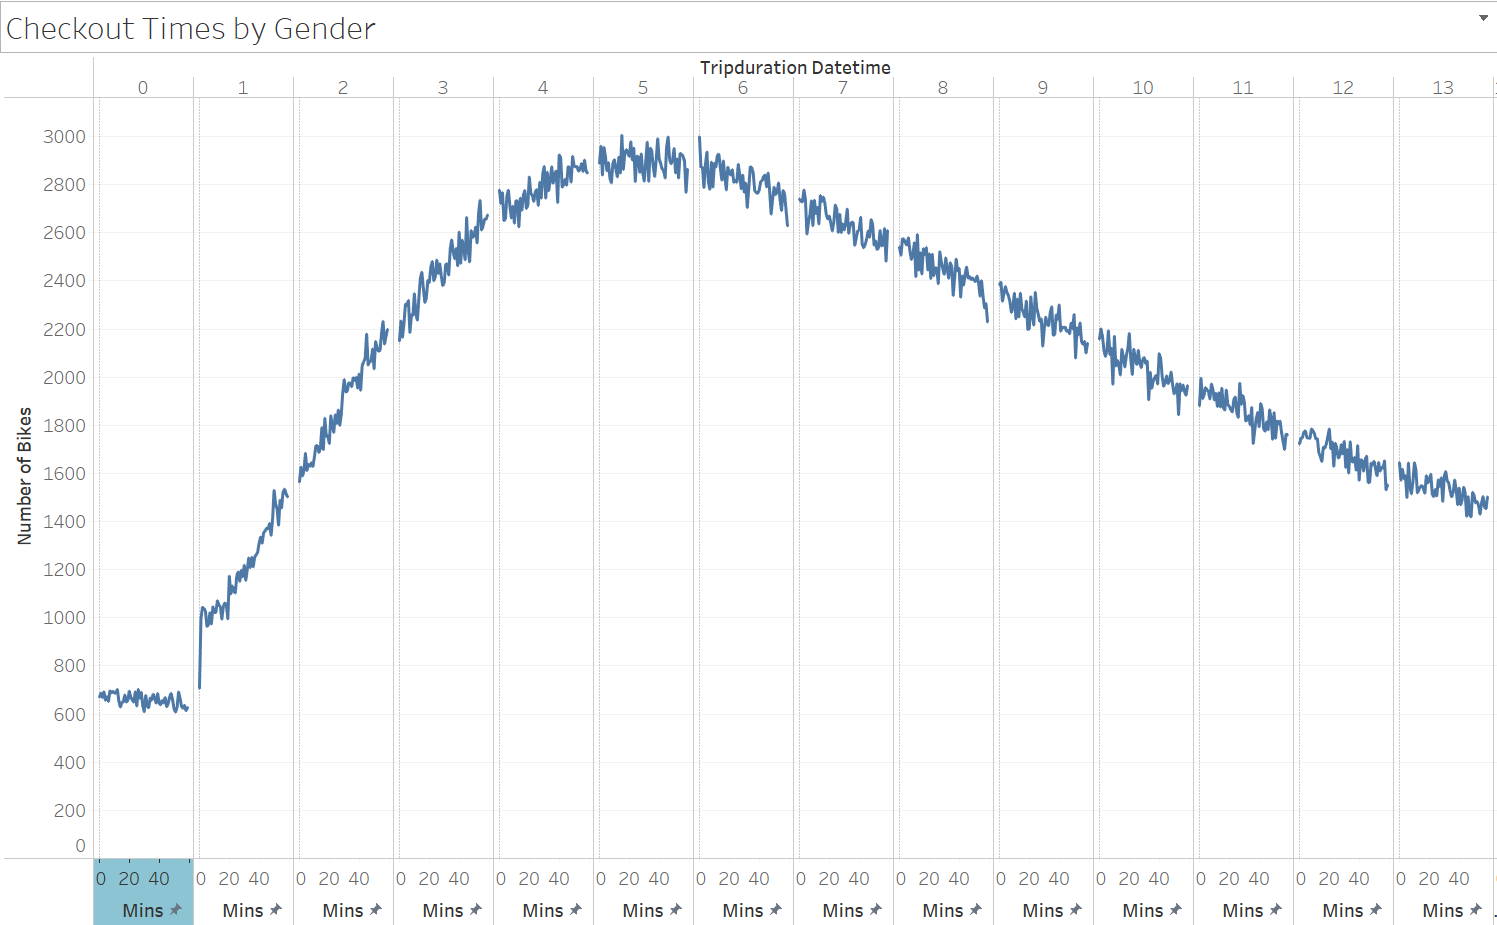 Checkout Times by Gender
Tripduration Datetime
0 1 2 3 4 5 6 7 8 9 10 11 12 13
Number of Bikes
3000
2800
2600
2400
2200
2000
1800
1600
1400
1200
1000
800
600
400
200
0
0 20 40 0 20 40 0 20 40 0 20 40 0 20 40 0 20 40 0 20 40 0 20 40 0 20 40 0 20 40 0 20 40 0 20 40 0 20 40 0 20 40
Mins Mins Mins Mins Mins Mins Mins Mins Mins Mins Mins Mins Mins Mins